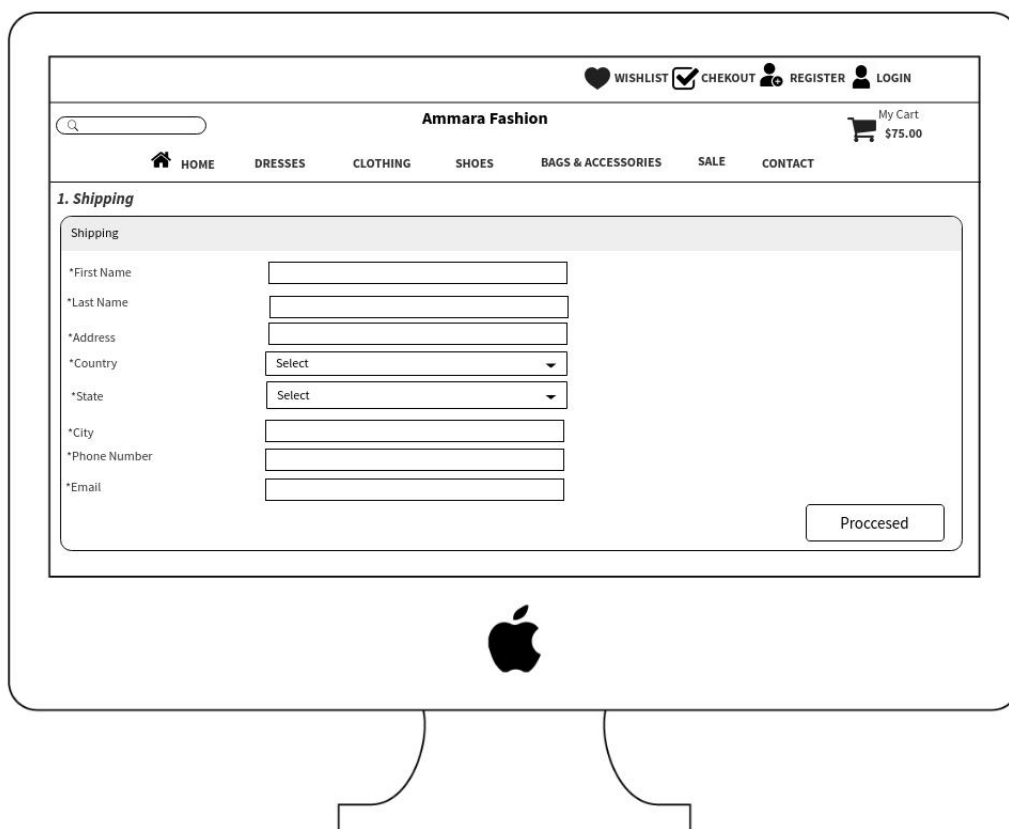 WISHLIST CHEKOUT REGISTER LOGIN
Ammara Fashion
My Cart
$75.00
HOME DRESSES CLOTHING SHOES BAGS & ACCESSORIES SALE CONTACT
1. Shipping
Shipping
*First Name
*Last Name
*Address
*Country Select
*State Select
*City
*Phone Number
*Email
Proccesed